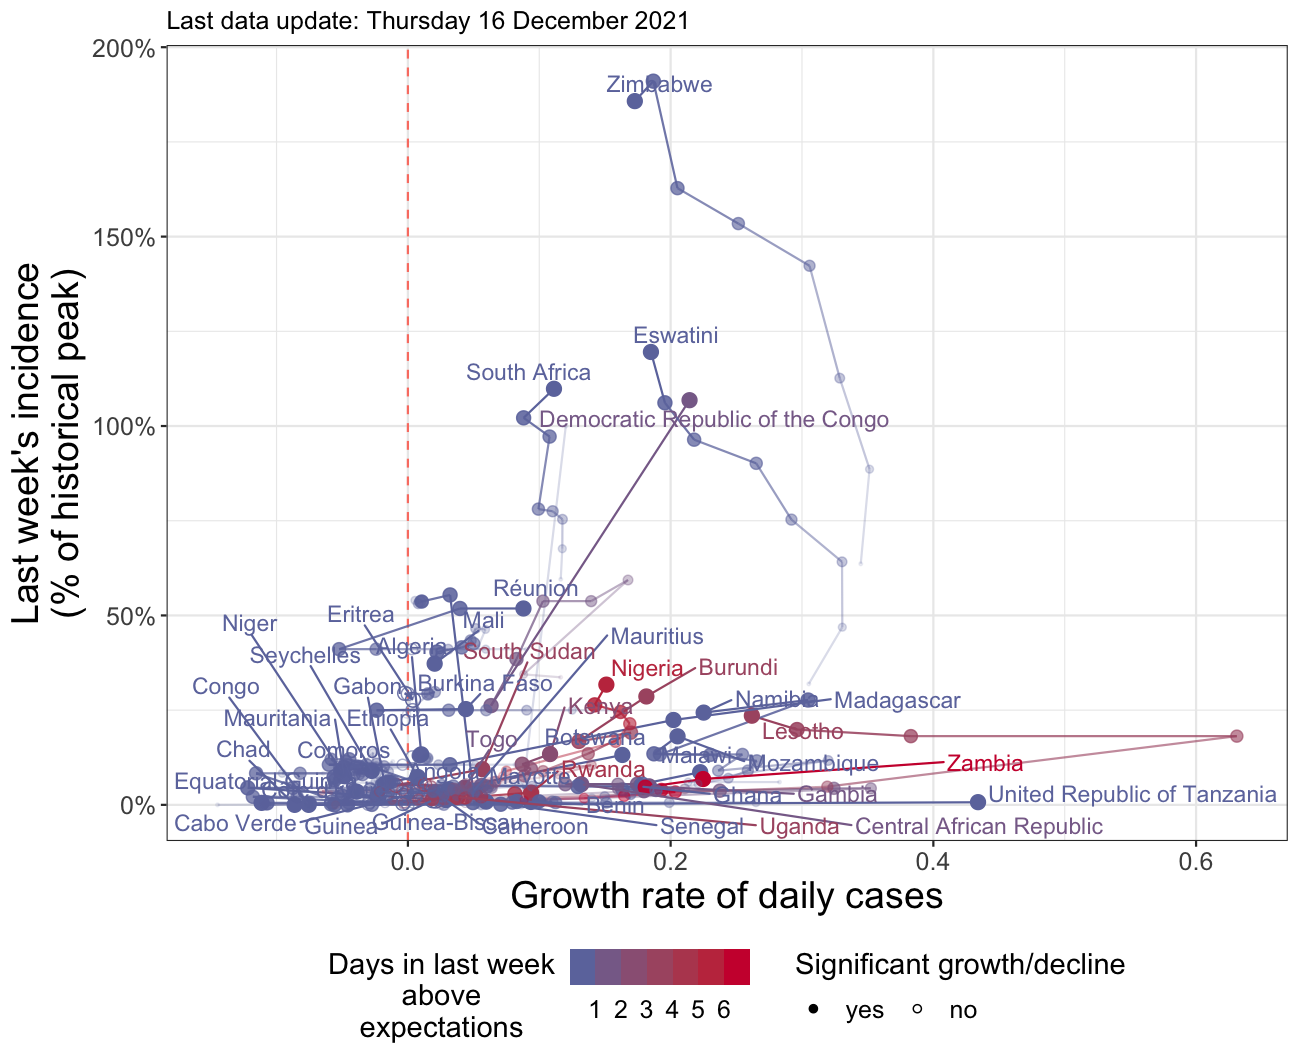 Last data update: Thursday 16 December 2021
200%
150%
100%
50%
0%
Last week's incidence
(% of historical peak)
Zimbabwe
Eswatini
South Africa
Democratic Republic of the Congo
Réunion
Niger
Eritrea
Mali
Mauritius
Algeria
Seychelles
South Sudan
Nigeria
Burundi
Congo
Gabon
Burkina Faso
Kenya
Namibia
Madagascar
Mauritania
Ethiopia
Lesotho
Chad
Comoros
Togo
Botswana
Malawi
Mozambique
Zambia
Angola
Mayotte
Rwanda
Equatorial Guinea
Benin
Ghana
Gambia
United Republic of Tanzania
Cabo Verde
Guinea
Guinea-Bissau
Cameroon
Senegal
Uganda
Central African Republic
0.0
0.2
0.4
0.6
Growth rate of daily cases
Days in last week
above
expectations
1 2 3 4 5 6
Significant growth/decline
yes
no